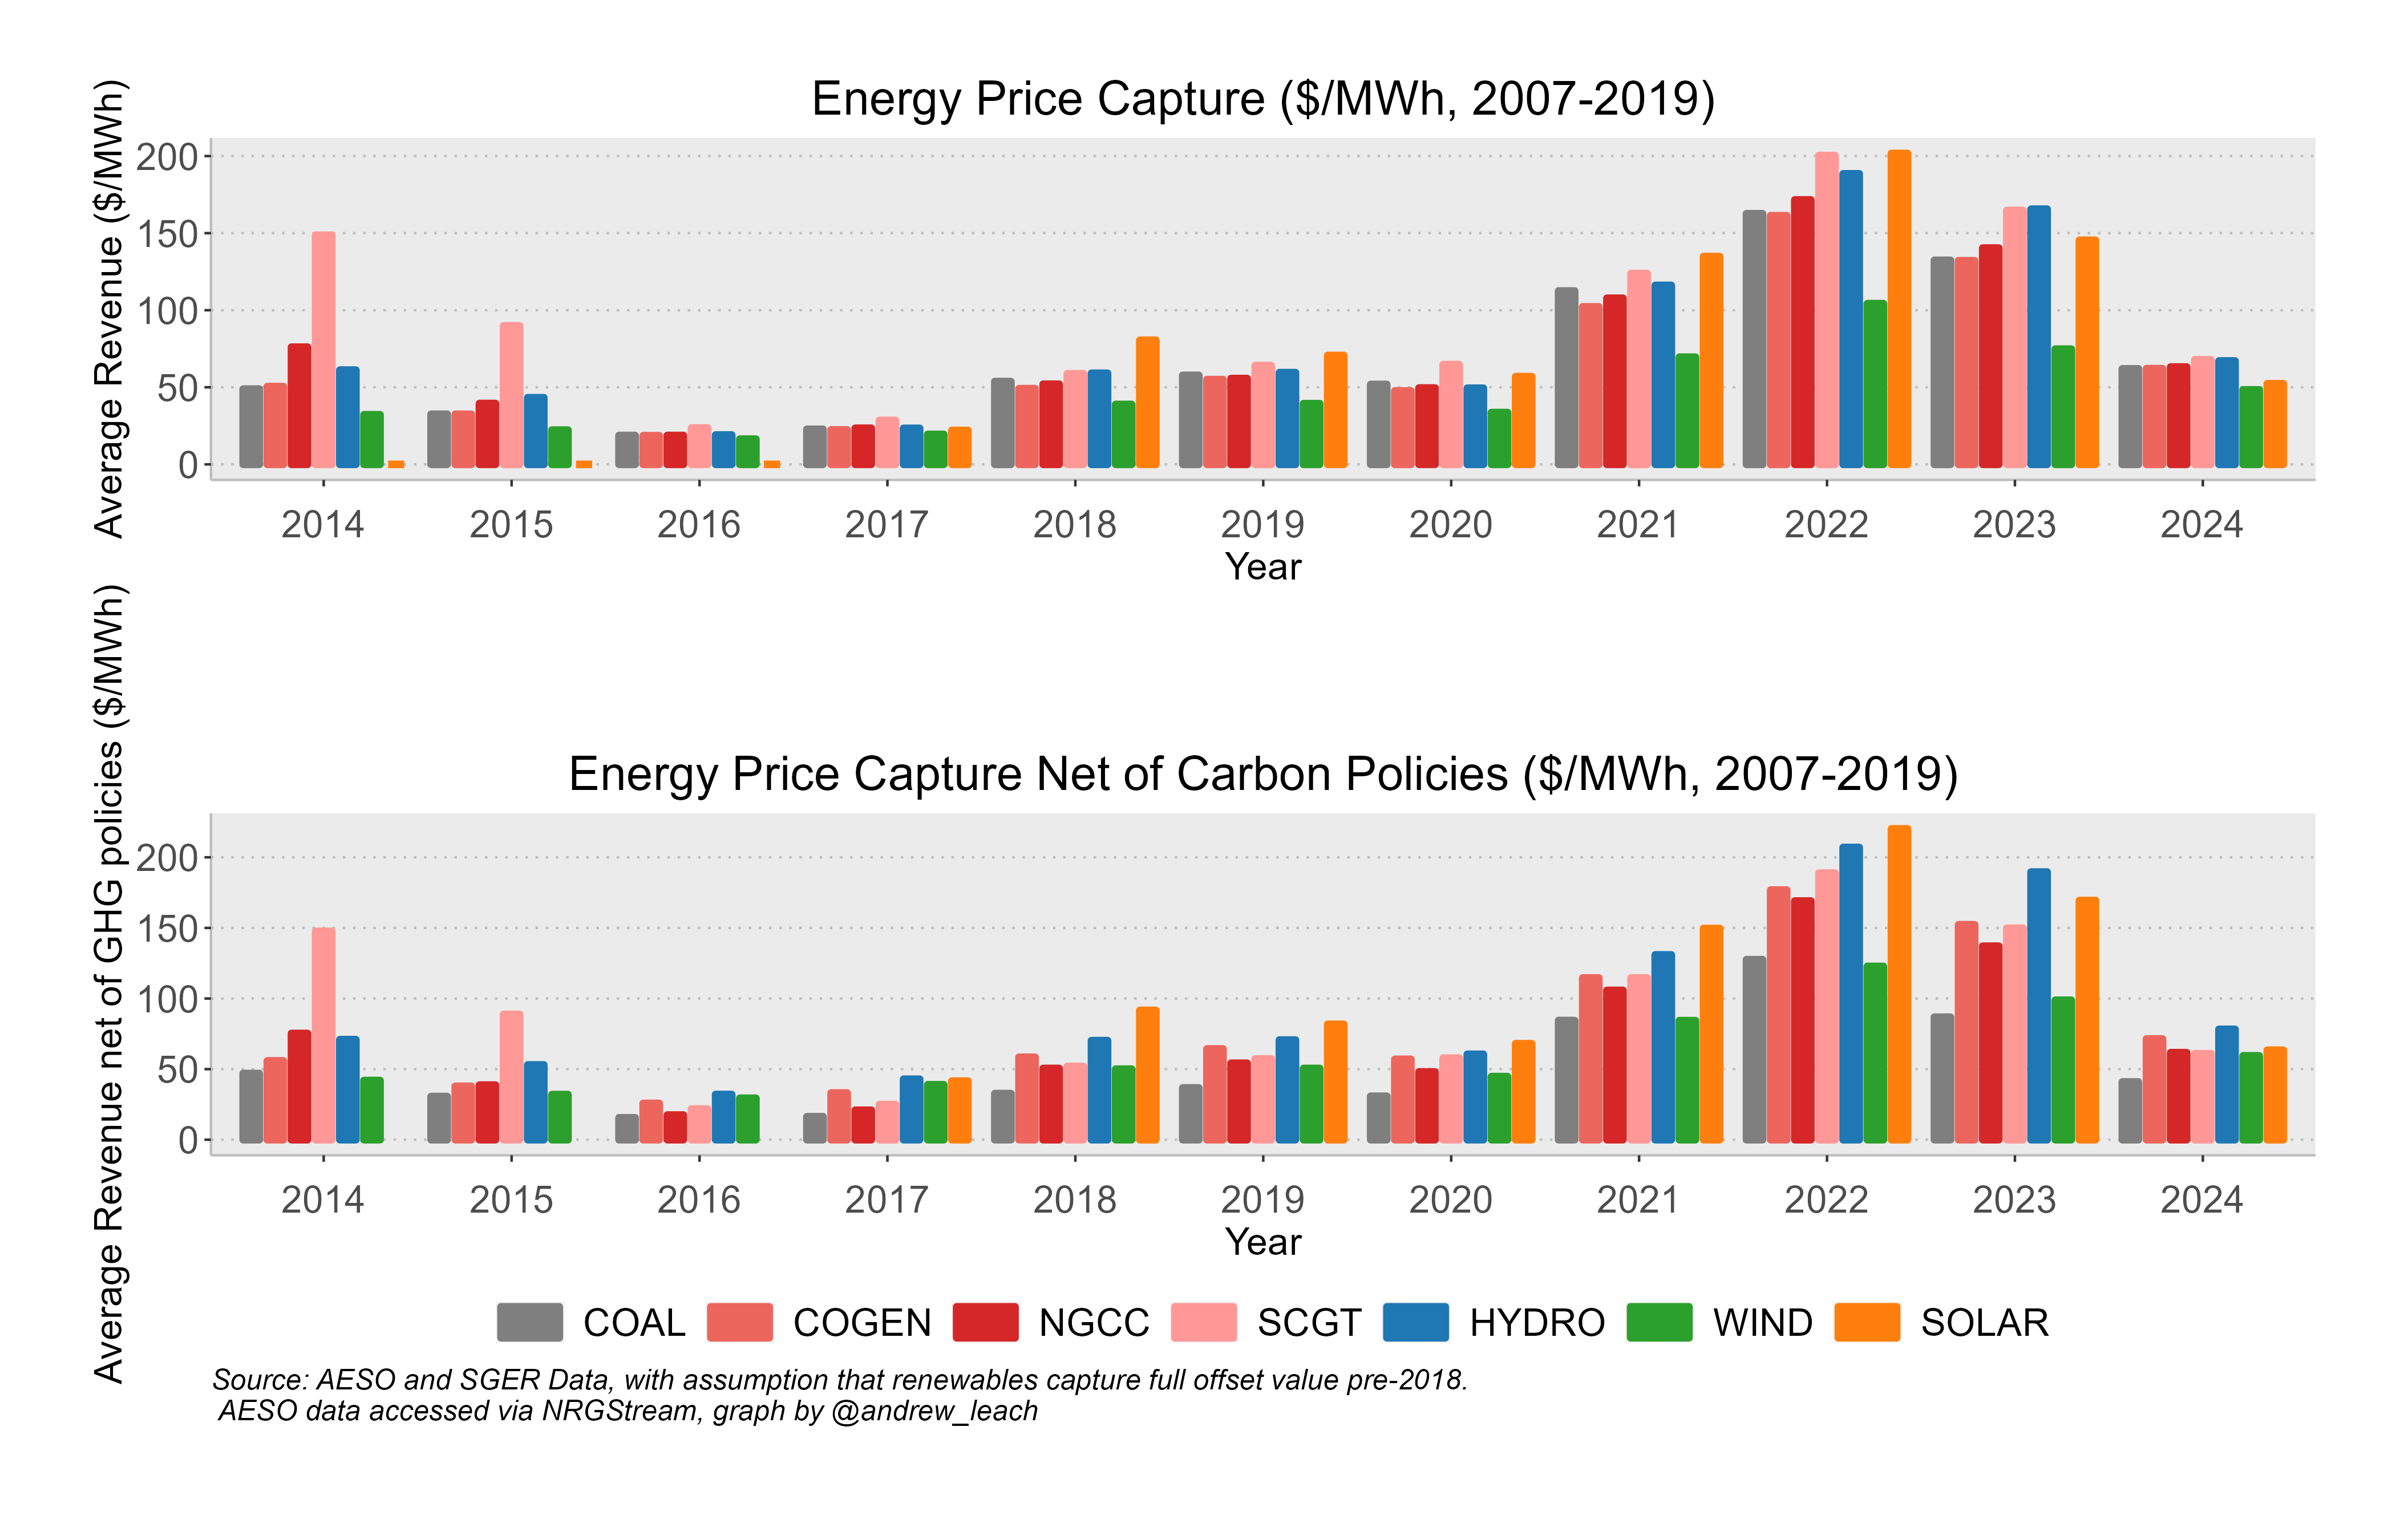 Energy Price Capture ($/MWh, 2007-2019)
Average Revenue ($/MWh)
200
150
100
50
0
2014 2015 2016 2017 2018 2019 2020 2021 2022 2023 2024
Year
Energy Price Capture Net of Carbon Policies ($/MWh, 2007-2019)
Average Revenue net of GHG policies ($/MWh)
200
150
100
50
0
2014 2015 2016 2017 2018 2019 2020 2021 2022 2023 2024
Year
COAL COGEN NGCC SCGT HYDRO WIND SOLAR
Source: AESO and SGER Data, with assumption that renewables capture full offset value pre-2018.
AESO data accessed via NRGStream, graph by @andrew_leach